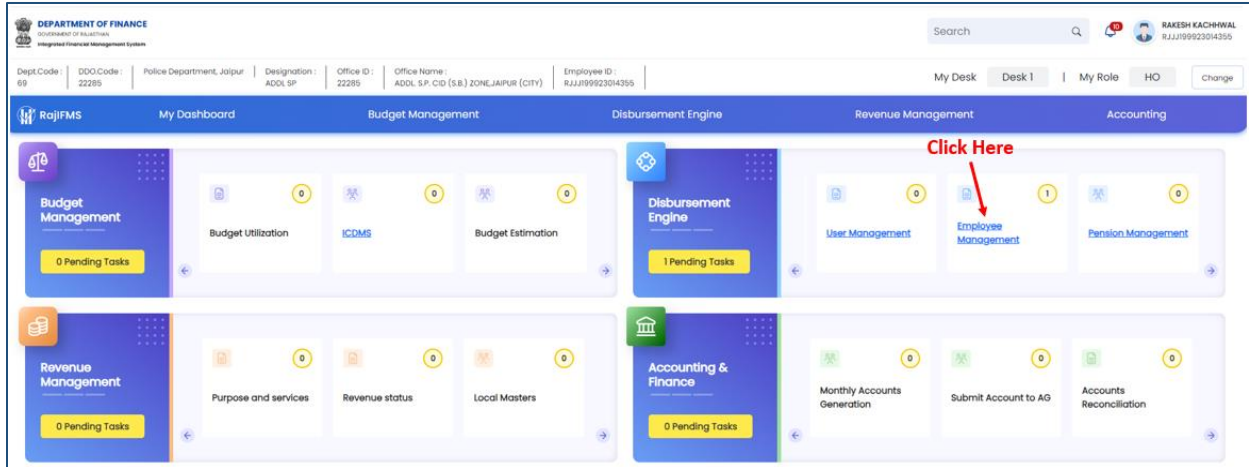 DEPARTMENT OF FINANCE
GOVERNMENT OF RAJASTHAN
Integrated Financial Management System
Search
10
RAKESH KACHHWAL
RJJJ199923014355
Dept.Code : 69
DDO.Code : 22285
Police Department, Jaipur
Designation : ADDL SP
Office ID : 22285
Office Name : ADDL. S.P. CID (S.B.) ZONE,JAIPUR (CITY)
Employee ID : RJJJ199923014355
My Desk Desk 1 | My Role HO Change
RajIFMS My Dashboard Budget Management Disbursement Engine Revenue Management Accounting
Click Here
Budget
Management
0 Pending Tasks
0
Budget Utilization
0
ICDMS
0
Budget Estimation
Disbursement
Engine
1 Pending Tasks
0
User Management
1
Employee
Management
0
Pension Management
Revenue
Management
0 Pending Tasks
0
Purpose and services
0
Revenue status
0
Local Masters
Accounting &
Finance
0 Pending Tasks
0
Monthly Accounts
Generation
0
Submit Account to AG
0
Accounts
Reconciliation